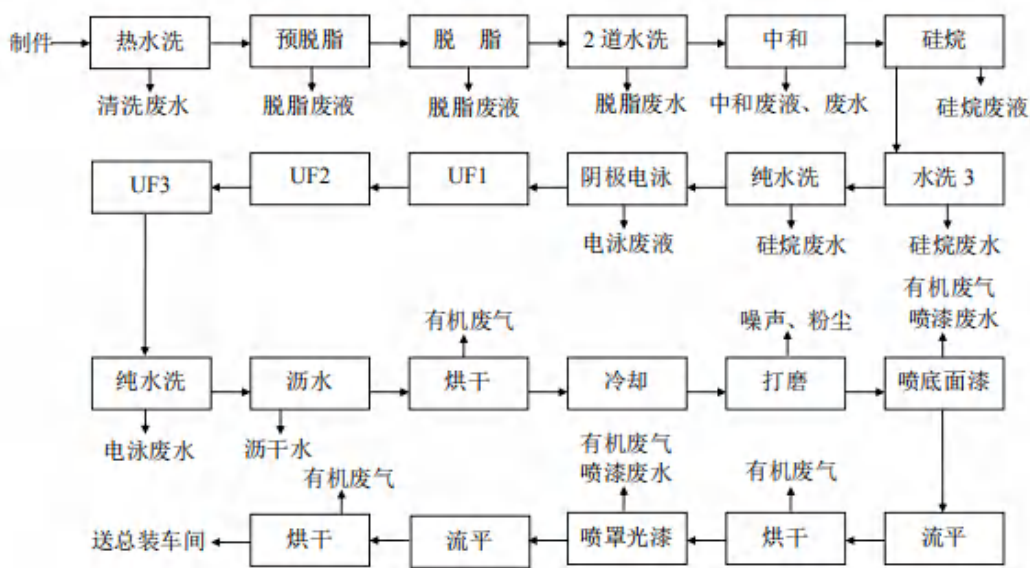 制件
热水洗
预脱脂
脱 脂
2 道水洗
中和
硅烷
清洗废水
脱脂废液
脱脂废液
脱脂废水
中和废液、废水
硅烷废液
UF3
UF2
UF1
阴极电泳
纯水洗
水洗 3
电泳废液
硅烷废水
硅烷废水
有机废气
喷漆废水
有机废气
噪声、粉尘
纯水洗
沥水
烘干
冷却
打磨
喷底面漆
电泳废水
沥干水
有机废气
有机废气
喷漆废水
有机废气
送总装车间
烘干
流平
喷罩光漆
烘干
流平